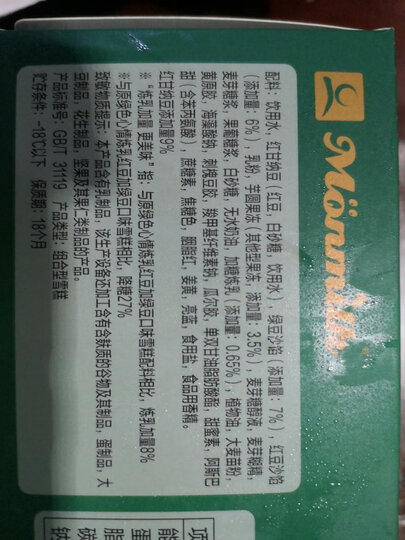 Mönmilk
配料：饮用水，红甘纳豆（红豆，白砂糖，饮用水），绿豆沙馅（添加量：7%），红豆沙馅
（添加量：6%），乳粉，芋圆果冻（其他型果冻，添加量：3.5%），麦芽糖醇液，麦芽糊精，
麦芽糖浆，果葡糖浆，白砂糖，无水奶油，加糖炼乳（添加量：0.65%），植物油，大麦苗粉，
黄原胶，海藻酸钠，刺槐豆胶，羧甲基纤维素钠，瓜尔胶，单双甘油脂肪酸酯，甜蜜素，阿斯巴
甜（含苯丙氨酸），蔗糖素，焦糖色，胭脂红，姜黄，亮蓝，食用盐，食品用香精。
红甘纳豆添加量9%
※“炼乳加量 更美味”指：与原绿色心情炼乳红豆加绿豆口味雪糕配料相比，炼乳加量8%
※与原绿色心情炼乳红豆加绿豆口味雪糕相比，降糖27%
致敏物质提示：本产品含有乳制品，该生产设备还加工含有含麸质的谷物及其制品，蛋制品，大
豆制品，花生制品，坚果及其果仁类制品的产品。
产品标准号：GB/T 31119 产品类型：组合型雪糕
贮存条件：-18℃以下 保质期：18个月
项
能
蛋
脂
碳
钠